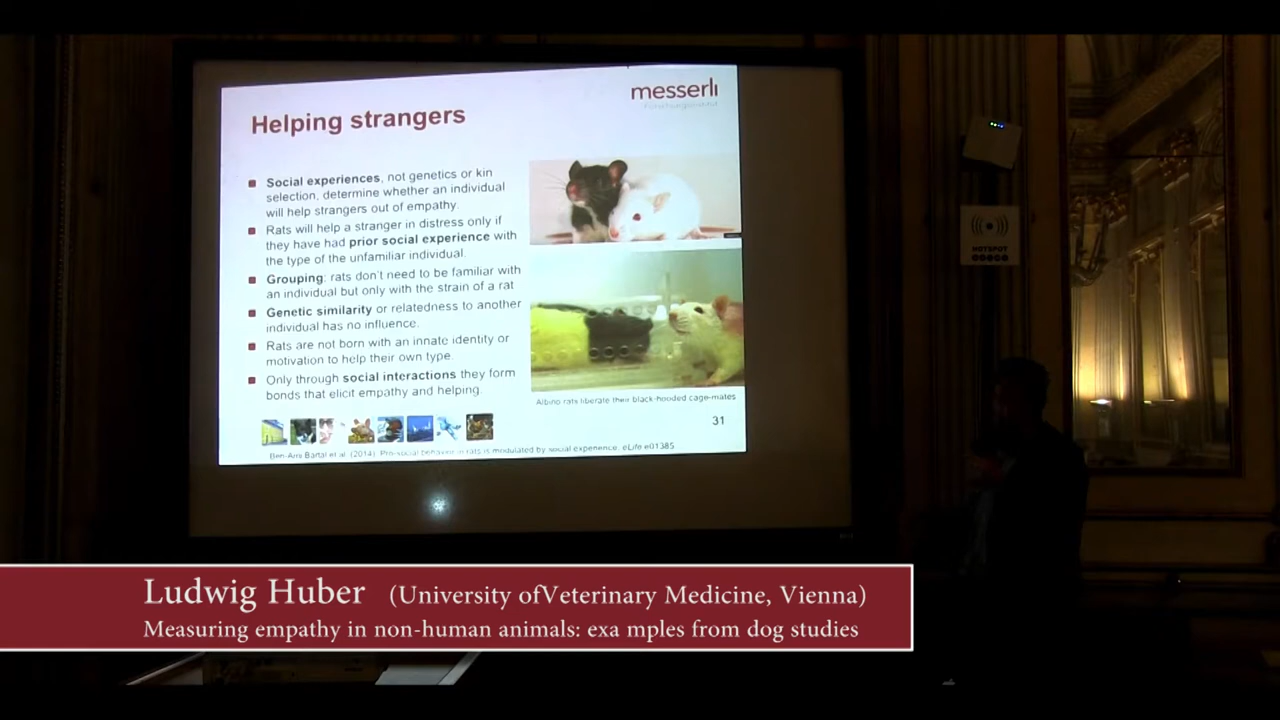 messerli
Helping strangers
Social experiences, not genetics or kin
selection, determine whether an individual
will help strangers out of empathy.
Rats will help a stranger in distress only if
they have had prior social experience with
the type of the unfamiliar individual.
Grouping: rats don't need to be familiar with
an individual but only with the strain of a rat
Genetic similarity or relatedness to another
individual has no influence.
Rats are not born with an innate identity or
motivation to help their own type.
Only through social interactions they form
bonds that elicit empathy and helping.
Albino rats liberate their black-hooded cage-mates
31
Ben-Ami Bartal et al. (2014). Pro-social behavior in rats is modulated by social experience. eLife e01385
HOTSPOT
Ludwig Huber (University ofVeterinary Medicine, Vienna)
Measuring empathy in non-human animals: exa mples from dog studies